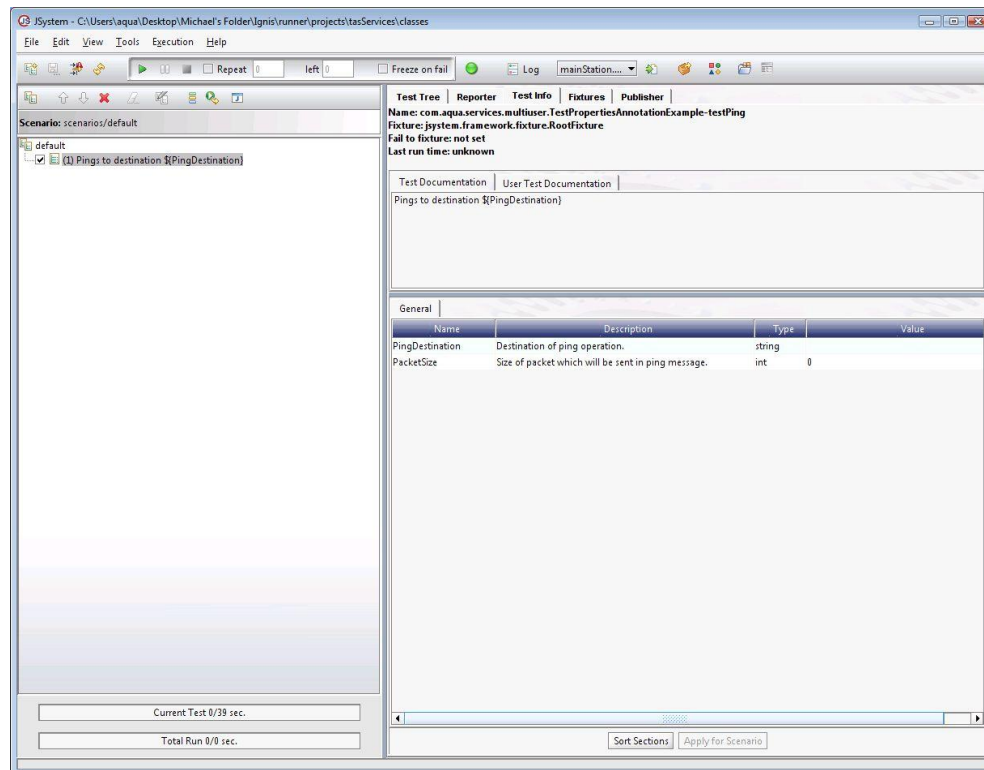 JSystem - C:\Users\aqua\Desktop\Michael's Folder\Ignis\runner\projects\tasServices\classes
File Edit View Tools Execution Help
Repeat 0 left 0 Freeze on fail Log mainStation....
Scenario: scenarios/default
default
(1) Pings to destination ${PingDestination}
Current Test 0/39 sec.
Total Run 0/0 sec.
Test Tree Reporter Test Info Fixtures Publisher
Name: com.aqua.services.multiuser.TestPropertiesAnnotationExample-testPing
Fixture: jsystem.framework.fixture.RootFixture
Fail to fixture: not set
Last run time: unknown
Test Documentation User Test Documentation
Pings to destination ${PingDestination}
General
Name Description Type Value
PingDestination Destination of ping operation. string
PacketSize Size of packet which will be sent in ping message. int 0
Sort Sections Apply for Scenario